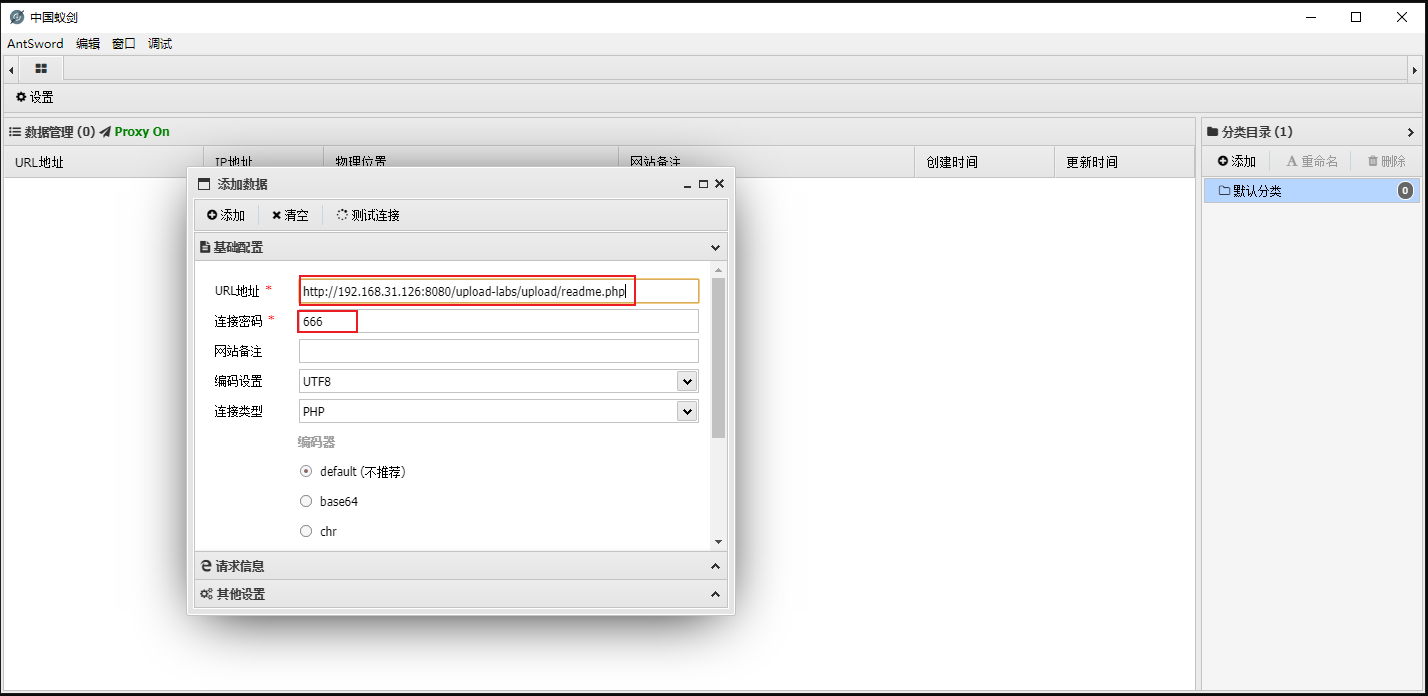 中国蚁剑
AntSword 编辑 窗口 调试
设置
数据管理 (0) Proxy On
分类目录 (1)
URL地址 IP地址 物理位置 网站备注 创建时间 更新时间
添加 重命名 删除
默认分类 0
添加数据
添加 清空 测试连接
基础配置
URL地址 * http://192.168.31.126:8080/upload-labs/upload/readme.php
连接密码 * 666
网站备注
编码设置 UTF8
连接类型 PHP
编码器
default (不推荐)
base64
chr
请求信息
其他设置